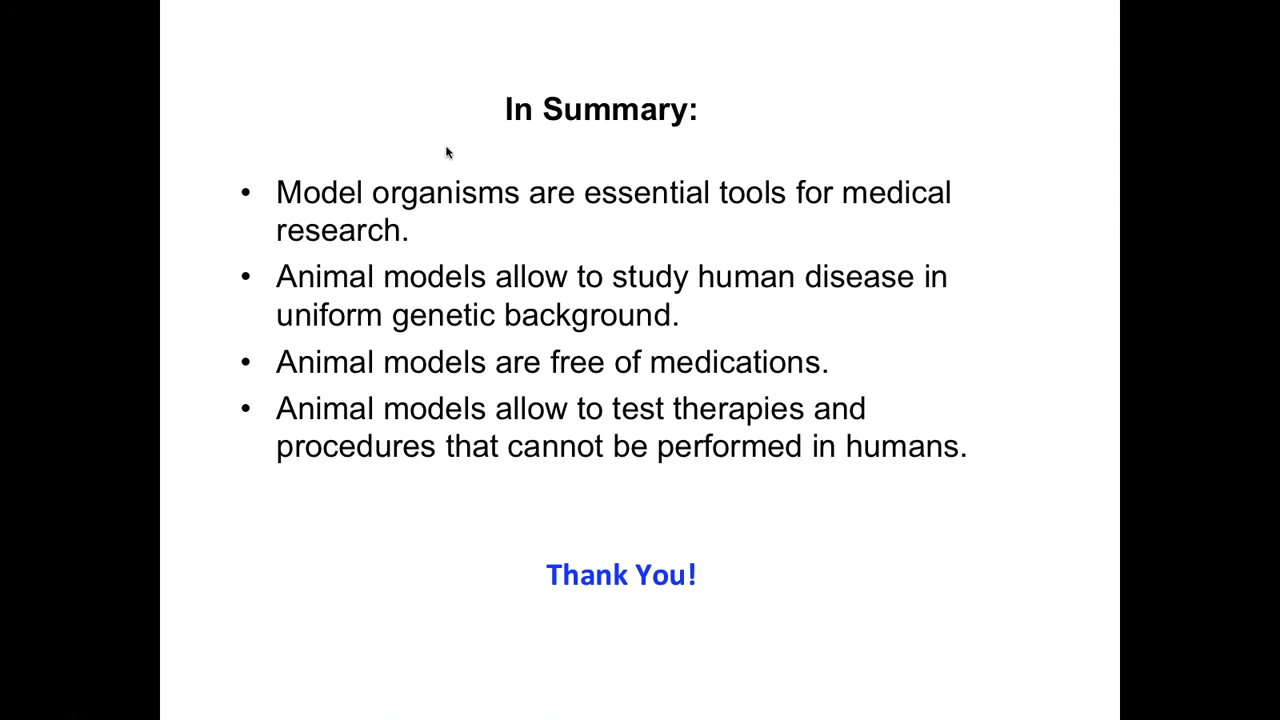 In Summary:
• Model organisms are essential tools for medical
research.
• Animal models allow to study human disease in
uniform genetic background.
• Animal models are free of medications.
• Animal models allow to test therapies and
procedures that cannot be performed in humans.
Thank You!